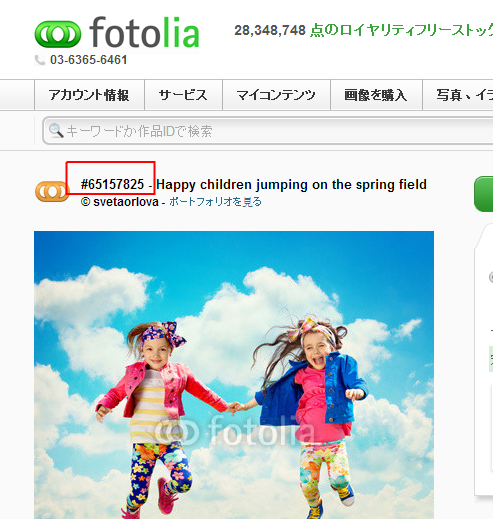 fotolia
28,348,748 点のロイヤリティフリーストック
03-6365-6461
アカウント情報 サービス マイコンテンツ 画像を購入 写真、イラ
キーワードか作品IDで検索
#65157825 - Happy children jumping on the spring field
© svetaorlova - ポートフォリオを見る
fotolia